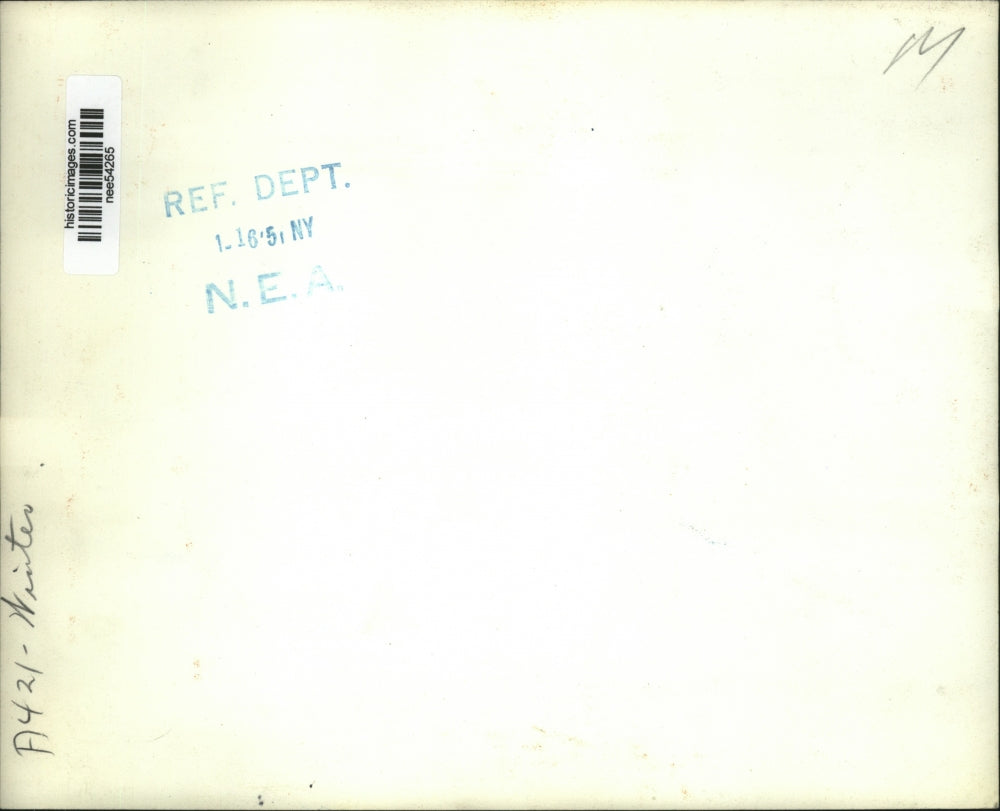 M
historicimages.com
nee54265
REF. DEPT.
1-16'51 NY
N.E.A.
A421- Winter